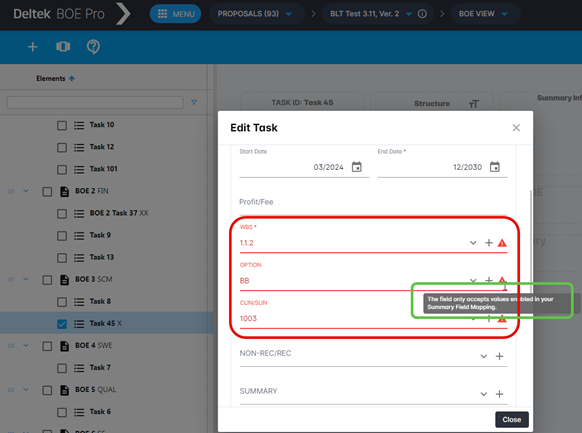 Deltek BOE Pro
MENU
PROPOSALS (93)
BLT Test 3.11, Ver. 2
BOE VIEW
Elements
Task 10
Task 12
Task 101
BOE 2 FIN
BOE 2 Task 37 XX
Task 9
Task 13
BOE 3 SCM
Task 8
Task 45 X
BOE 4 SWE
Task 7
BOE 5 QUAL
Task 6
TASK ID: Task 45
Structure
Summary Inf
Edit Task
Start Date
03/2024
End Date *
12/2030
Profit/Fee
WBS *
1.1.2
OPTION
BB
The field only accepts values enabled in your
Summary Field Mapping.
CLIN/SLIN
1003
NON-REC/REC
SUMMARY
Close